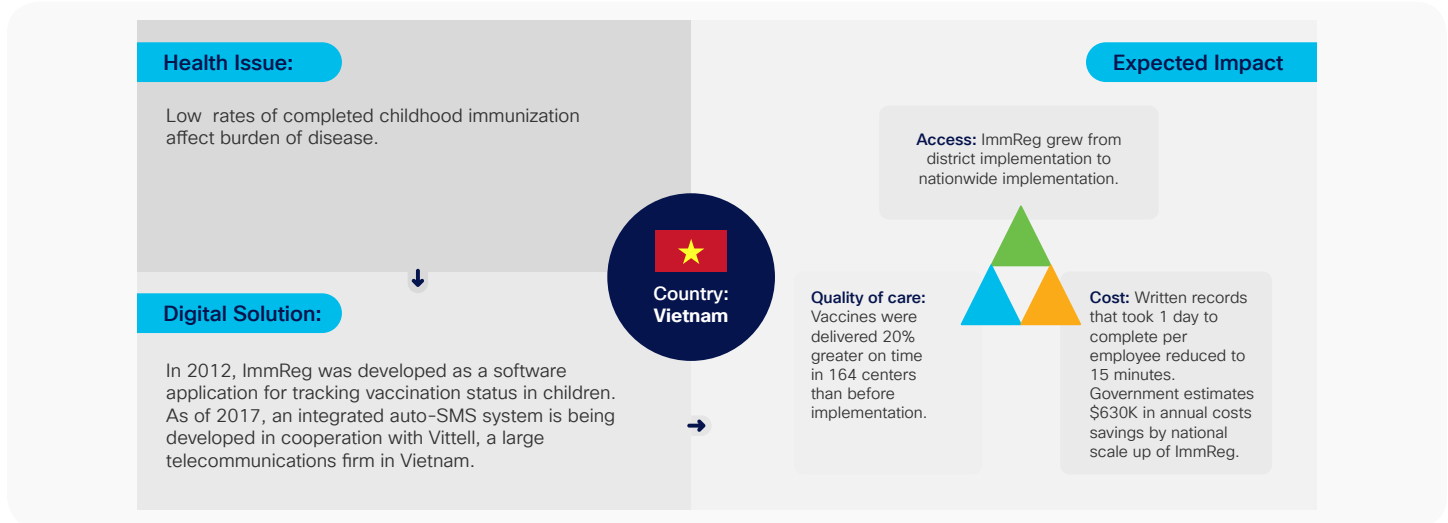 Health Issue:
Low rates of completed childhood immunization
affect burden of disease.
Digital Solution:
In 2012, ImmReg was developed as a software
application for tracking vaccination status in children.
As of 2017, an integrated auto-SMS system is being
developed in cooperation with Vittell, a large
telecommunications firm in Vietnam.
Country:
Vietnam
Expected Impact
Access: ImmReg grew from
district implementation to
nationwide implementation.
Quality of care:
Vaccines were
delivered 20%
greater on time
in 164 centers
than before
implementation.
Cost: Written records
that took 1 day to
complete per
employee reduced to
15 minutes.
Government estimates
$630K in annual costs
savings by national
scale up of ImmReg.